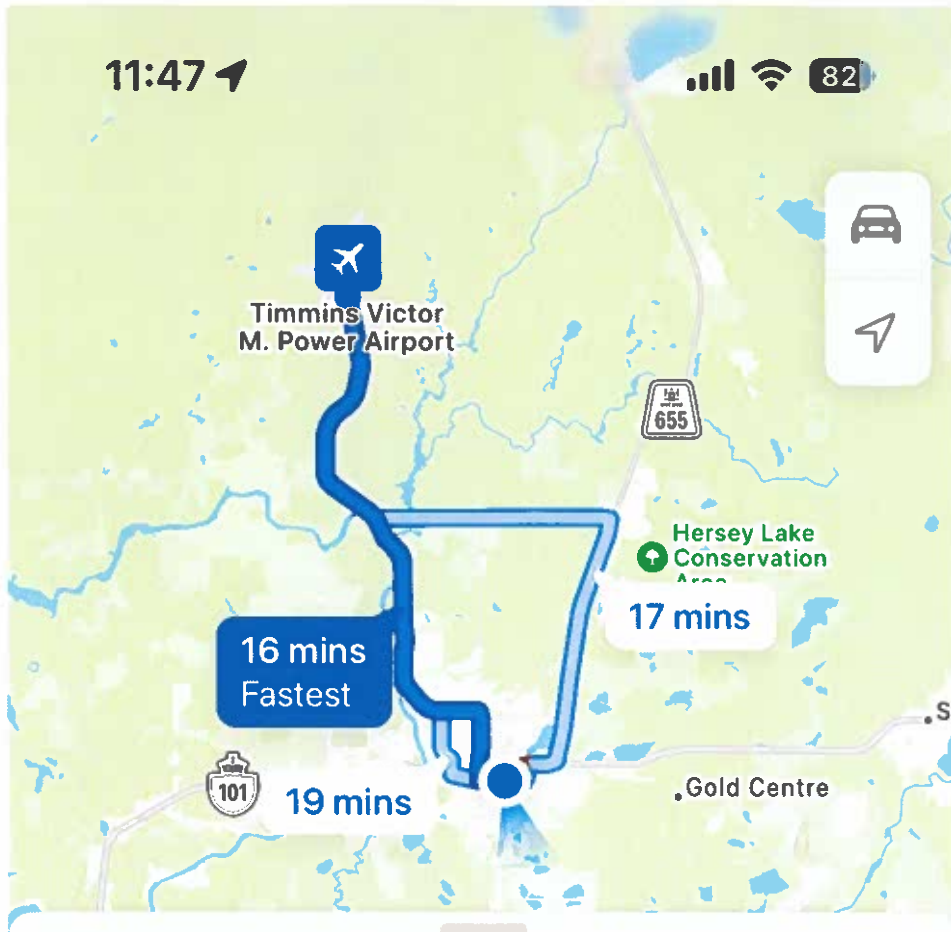 11:47
82
Timmins Victor
M. Power Airport
655
Hersey Lake
Conservation
Area
17 mins
16 mins
Fastest
S
101
19 mins
Gold Centre